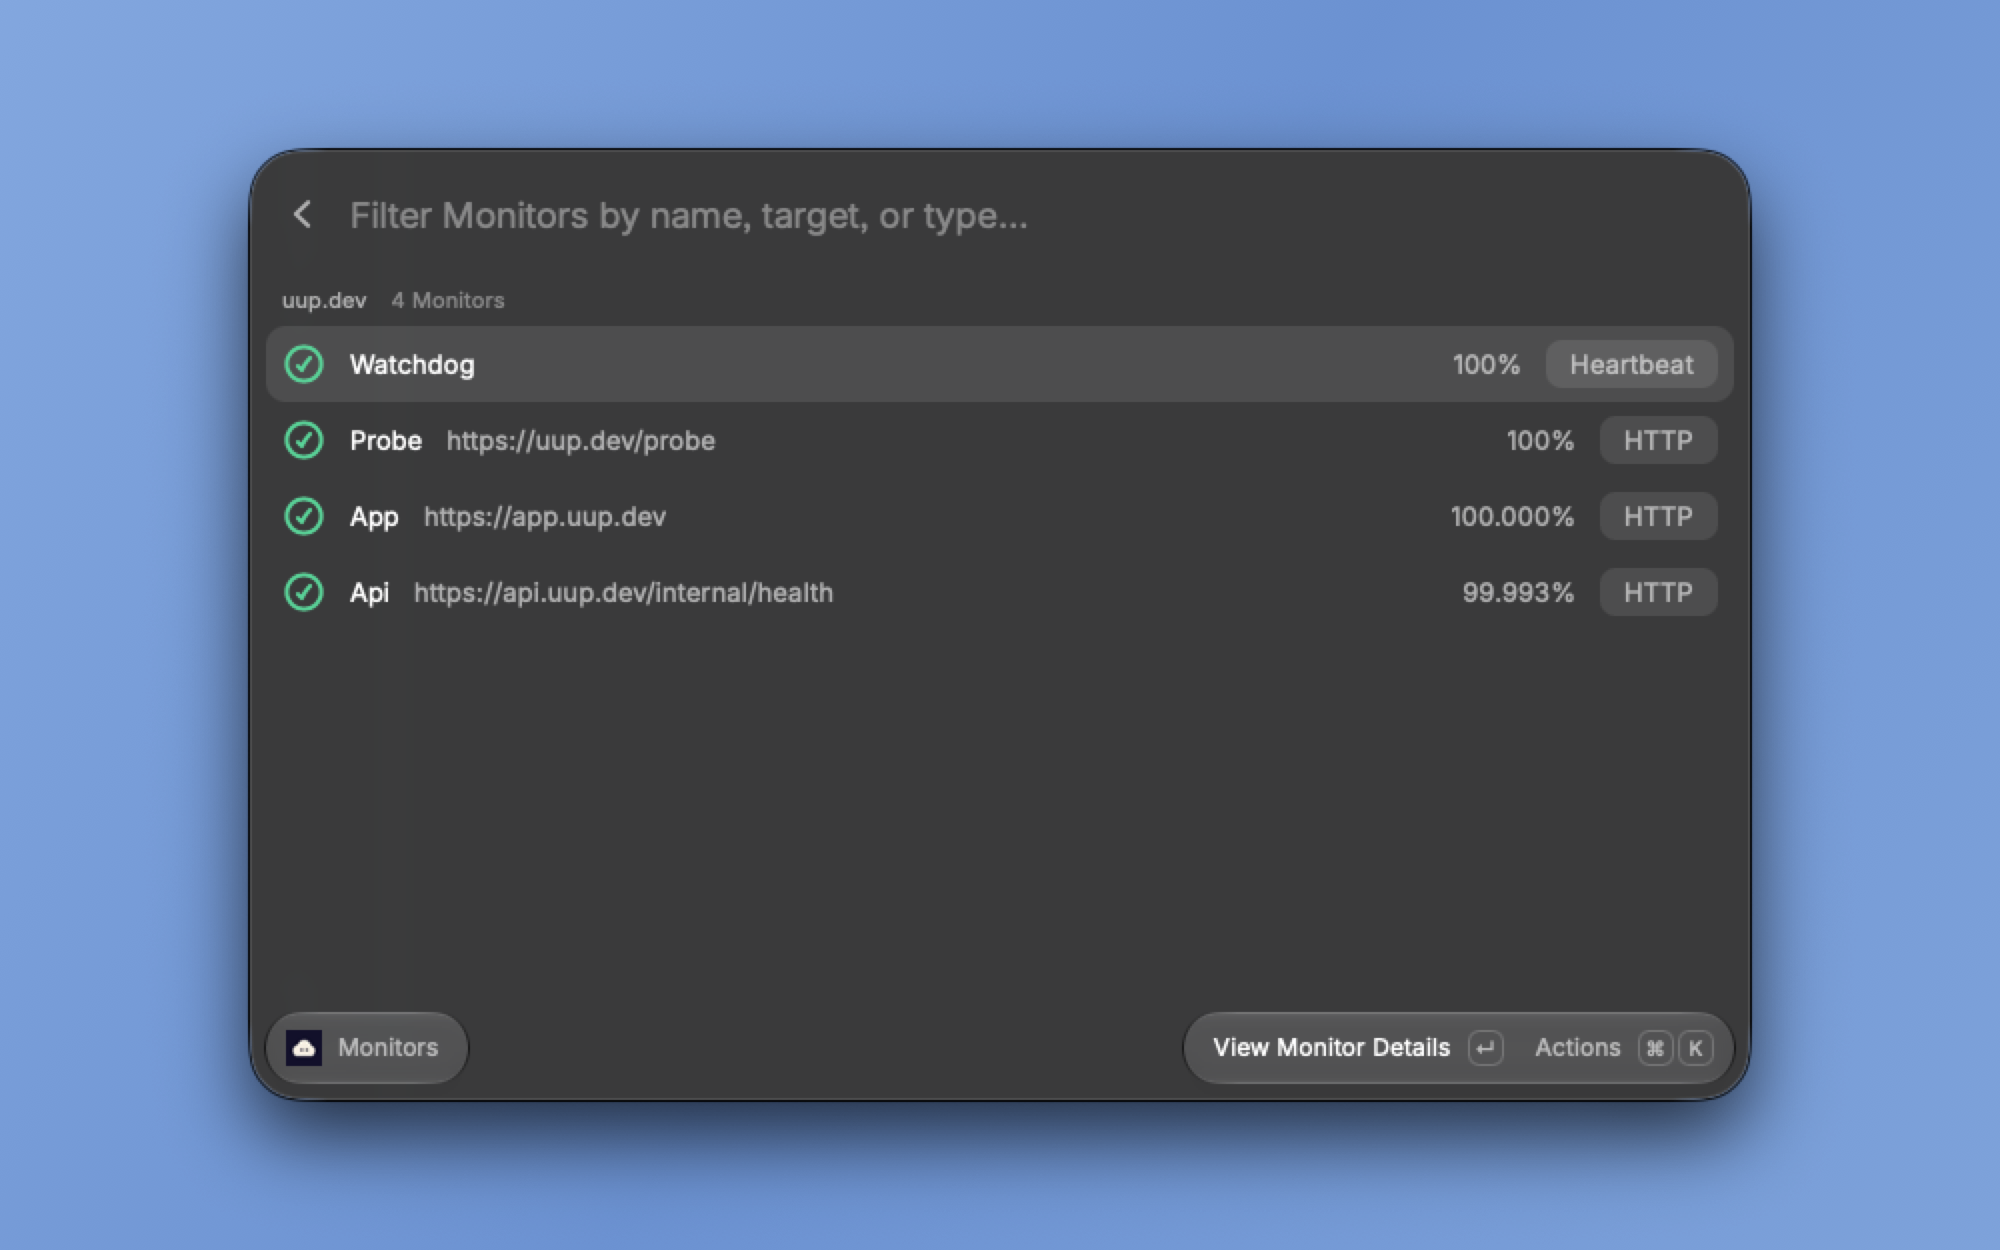 Filter Monitors by name, target, or type...
uup.dev 4 Monitors
Watchdog 100% Heartbeat
Probe https://uup.dev/probe 100% HTTP
App https://app.uup.dev 100.000% HTTP
Api https://api.uup.dev/internal/health 99.993% HTTP
Monitors View Monitor Details ↵ Actions ⌘ K